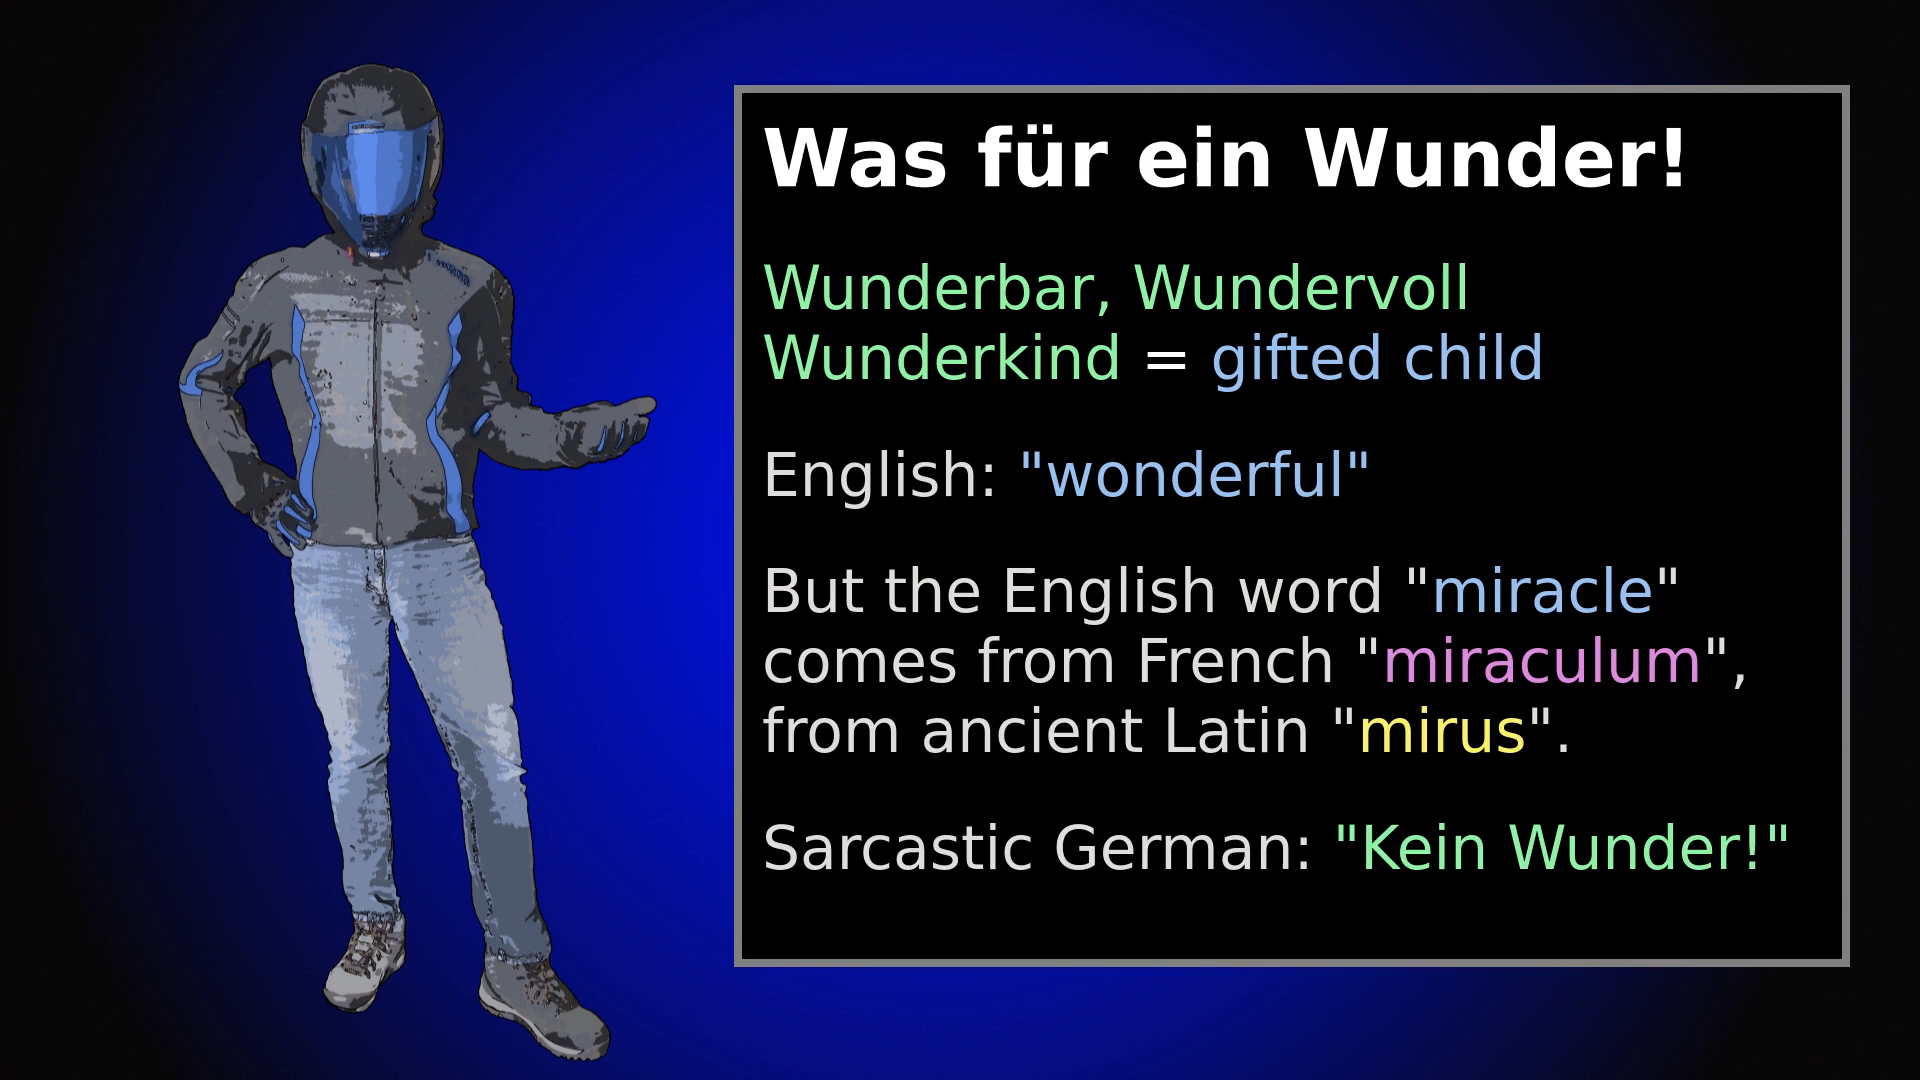 Was für ein Wunder!
Wunderbar, Wundervoll
Wunderkind = gifted child
English: "wonderful"
But the English word "miracle"
comes from French "miraculum",
from ancient Latin "mirus".
Sarcastic German: "Kein Wunder!"